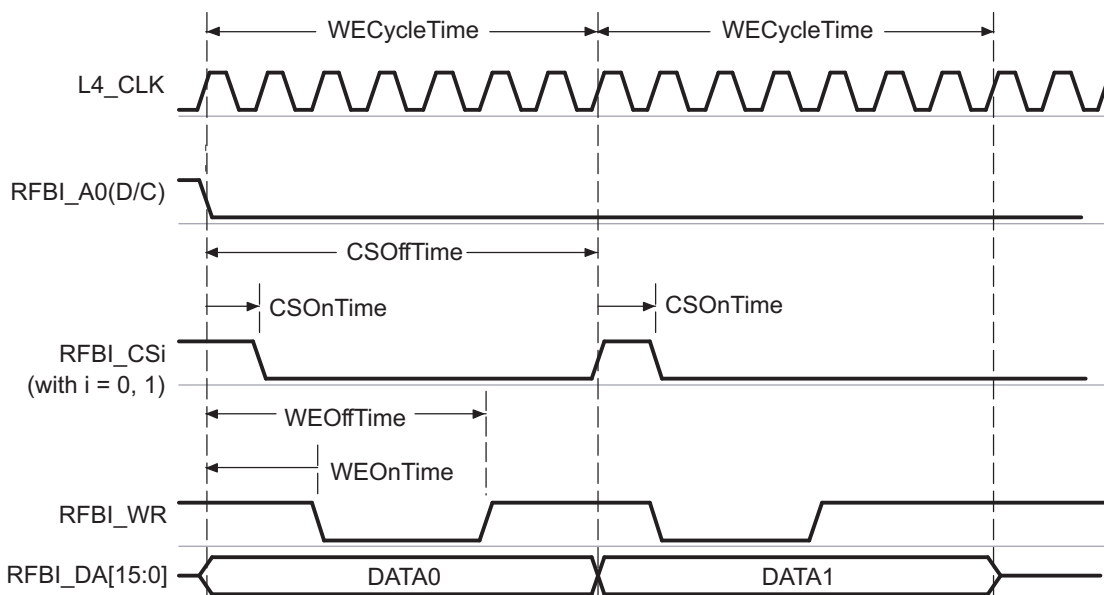 WECycleTime WECycleTime
L4_CLK
RFBI_A0(D/C)
CSOffTime
CSOnTime CSOnTime
RFBI_CSi
(with i = 0, 1)
WEOffTime
WEOnTime
RFBI_WR
RFBI_DA[15:0] DATA0 DATA1